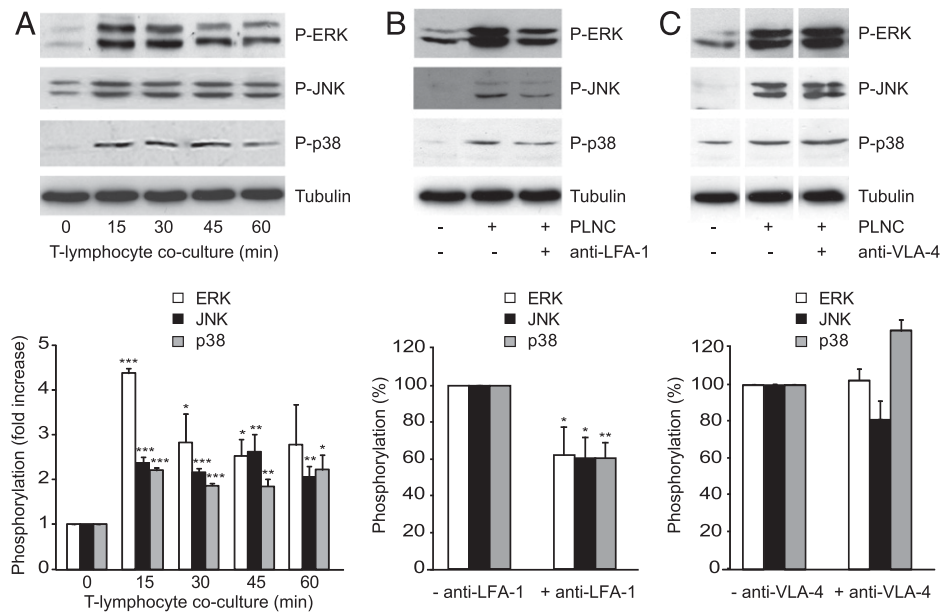 A
P-ERK
P-JNK
P-p38
Tubulin
0 15 30 45 60
T-lymphocyte co-culture (min)
B
P-ERK
P-JNK
P-p38
Tubulin
- + + PLNC
- - + anti-LFA-1
C
P-ERK
P-JNK
P-p38
Tubulin
- + + PLNC
- - + anti-VLA-4
ERK
JNK
p38
Phosphorylation (fold increase)
5
4
3
2
1
0
***
***
***
*
***
***
*
**
**
**
*
0 15 30 45 60
T-lymphocyte co-culture (min)
ERK
JNK
p38
Phosphorylation (%)
120
100
80
60
40
20
0
* * **
- anti-LFA-1 + anti-LFA-1
ERK
JNK
p38
Phosphorylation (%)
120
100
80
60
40
20
0
- anti-VLA-4 + anti-VLA-4